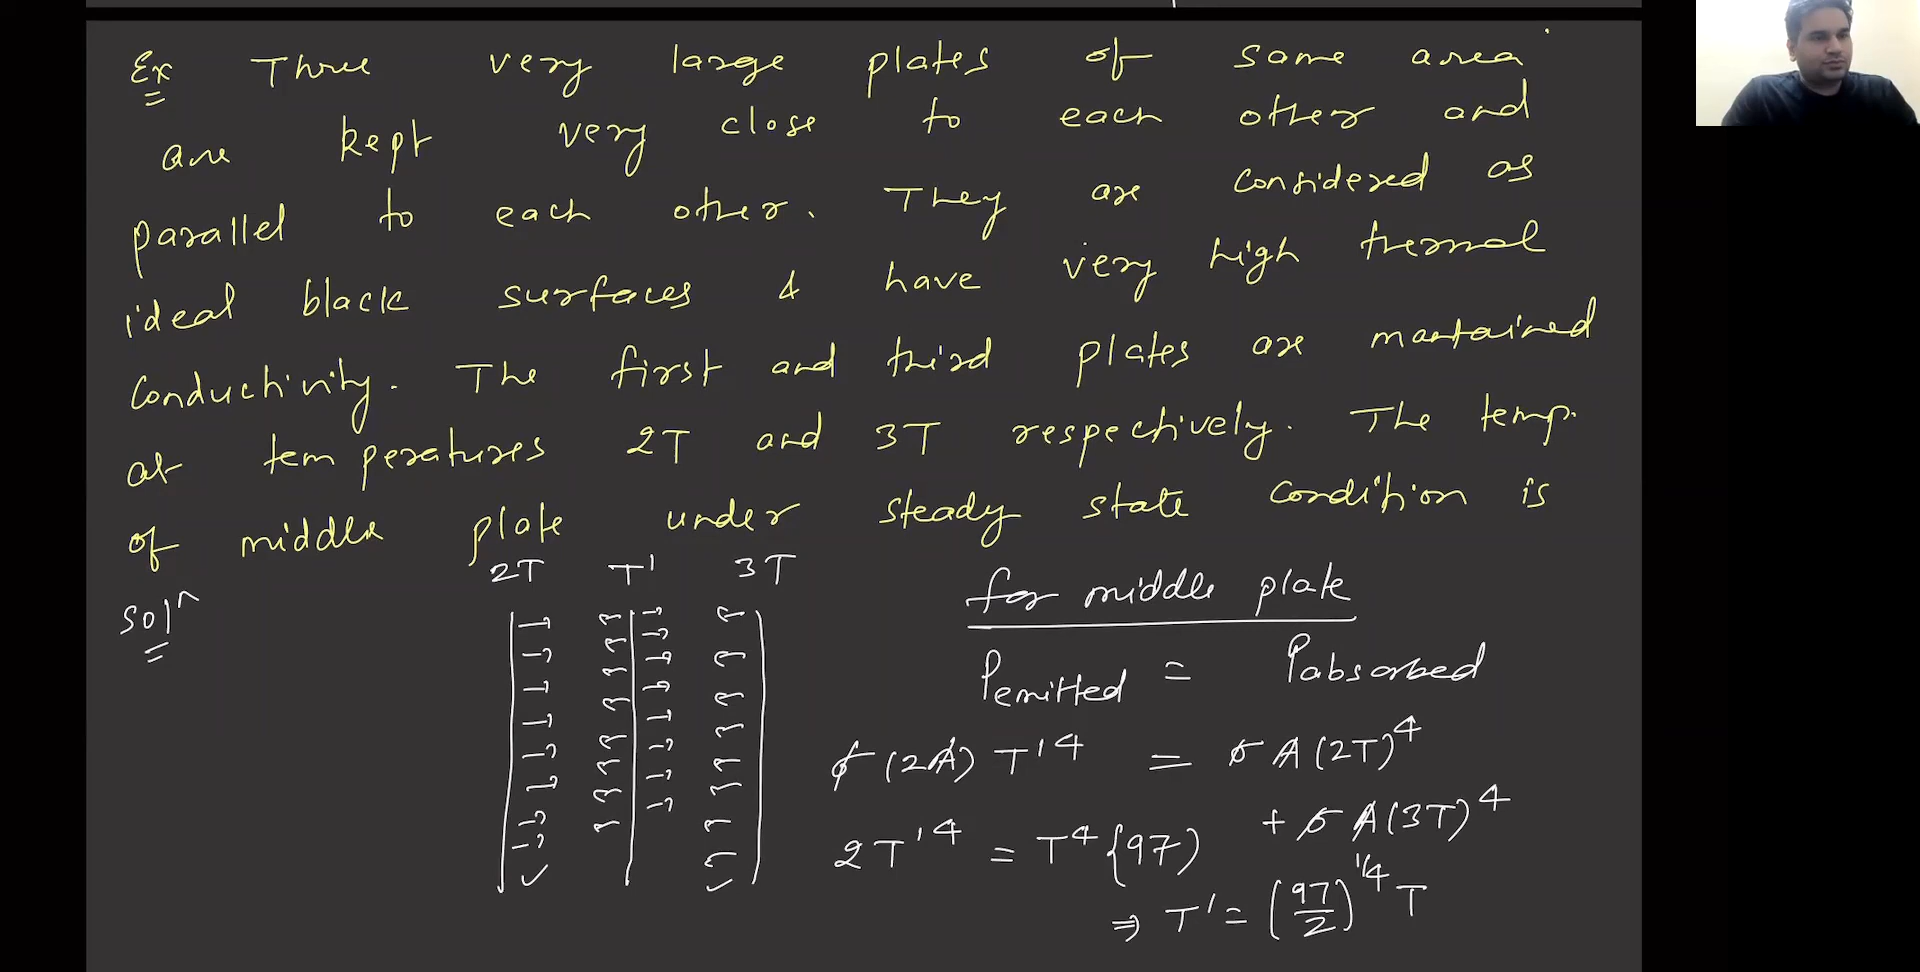 Ex Three very large plates of same area
are kept very close to each other and
parallel to each other. They are considered as
ideal black surfaces & have very high thermal
conductivity. The first and third plates are maintained
at temperatures 2T and 3T respectively. The temp.
of middle plate under steady state condition is
Solⁿ
2T T' 3T
for middle plate
Pemitted = Pabsorbed
σ(2A) T'⁴ = σA(2T)⁴
+ σA(3T)⁴
2T'⁴ = T⁴{97}
⇒ T' = (97/2)^1/4 T